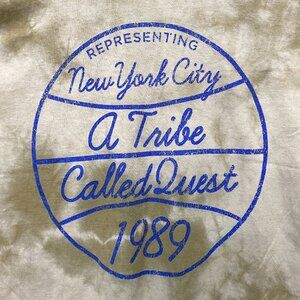 REPRESENTING
New York City
A Tribe
Called Quest
1989